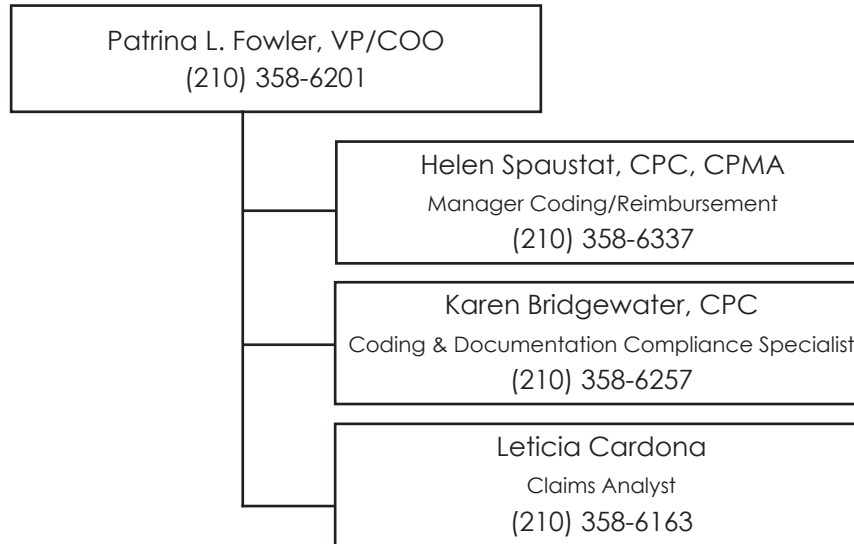 Patrina L. Fowler, VP/COO
(210) 358-6201
Helen Spaustat, CPC, CPMA
Manager Coding/Reimbursement
(210) 358-6337
Karen Bridgewater, CPC
Coding & Documentation Compliance Specialist
(210) 358-6257
Leticia Cardona
Claims Analyst
(210) 358-6163